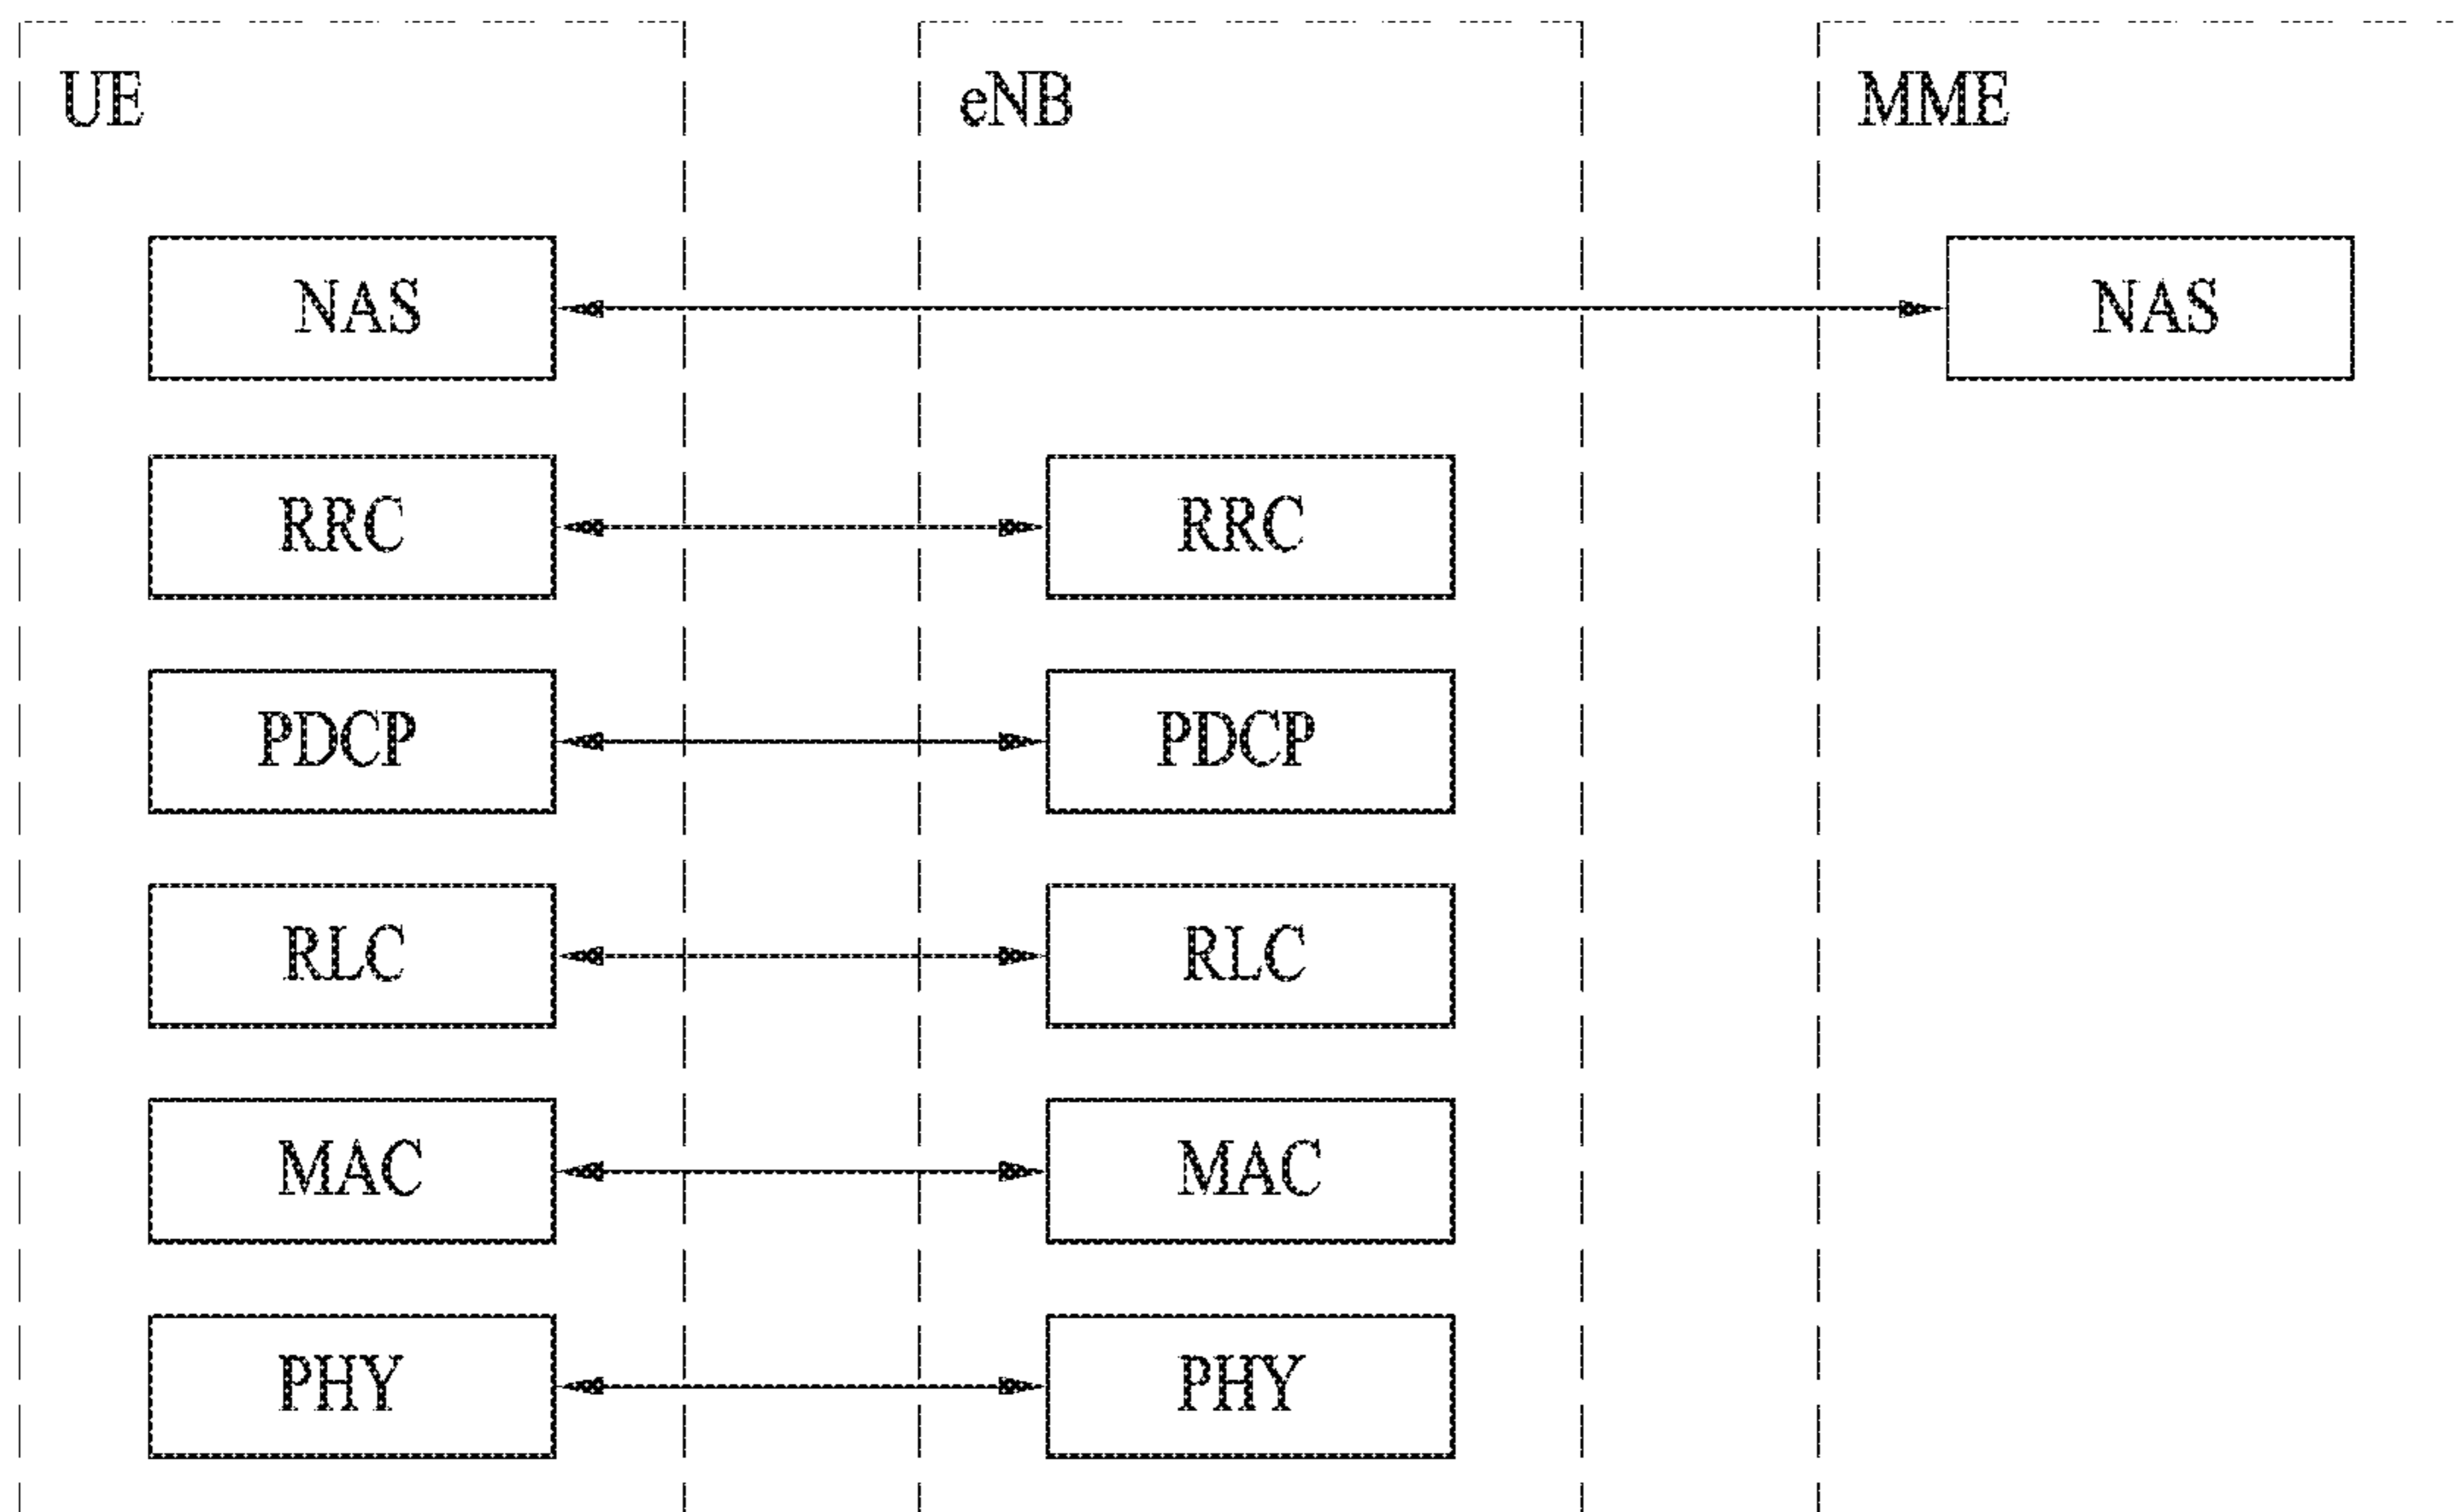 UE eNB MME
NAS NAS
RRC RRC
PDCP PDCP
RLC RLC
MAC MAC
PHY PHY